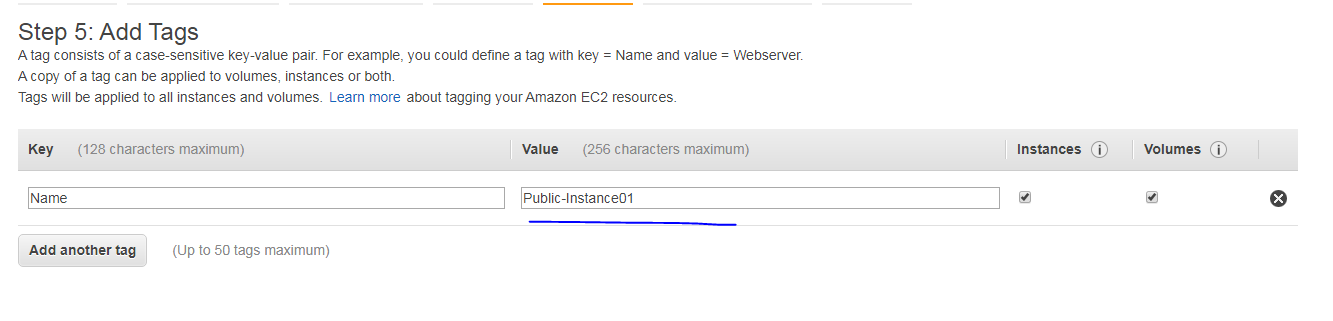 Step 5: Add Tags
A tag consists of a case-sensitive key-value pair. For example, you could define a tag with key = Name and value = Webserver.
A copy of a tag can be applied to volumes, instances or both.
Tags will be applied to all instances and volumes. Learn more about tagging your Amazon EC2 resources.
Key (128 characters maximum) Value (256 characters maximum) Instances i Volumes i
Name Public-Instance01
Add another tag (Up to 50 tags maximum)